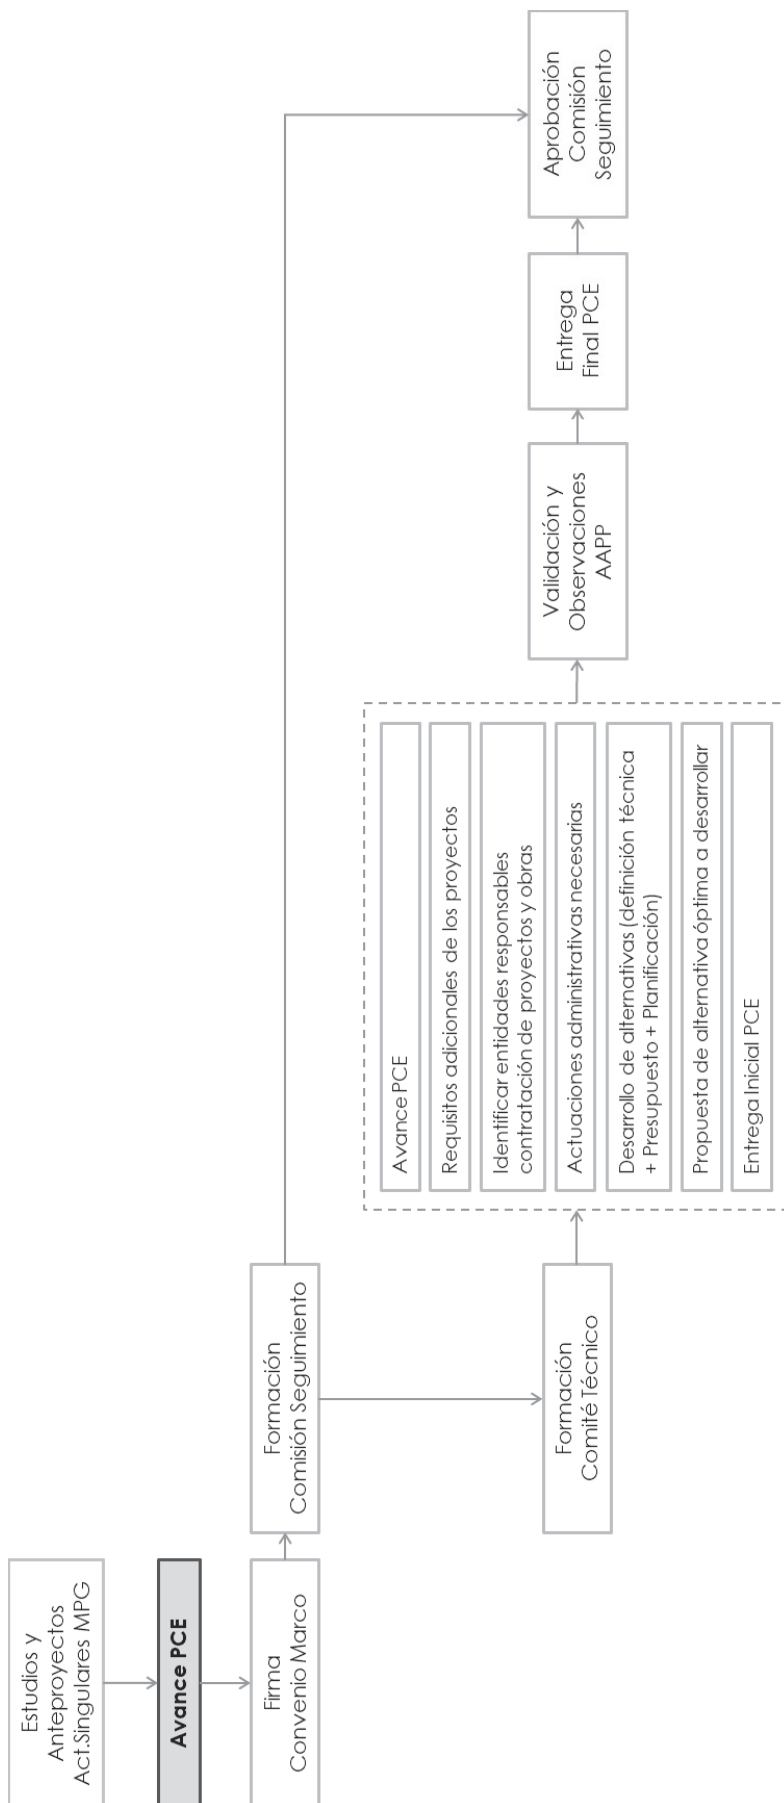 Estudios y
Anteproyectos
Act.Singulares MPG
Avance PCE
Firma
Convenio Marco
Formación
Comisión Seguimiento
Formación
Comité Técnico
Avance PCE
Requisitos adicionales de los proyectos
Identificar entidades responsables
contratación de proyectos y obras
Actuaciones administrativas necesarias
Desarrollo de alternativas (definición técnica
+ Presupuesto + Planificación)
Propuesta de alternativa óptima a desarrollar
Entrega Inicial PCE
Validación y
Observaciones
AAPP
Entrega
Final PCE
Aprobación
Comisión
Seguimiento